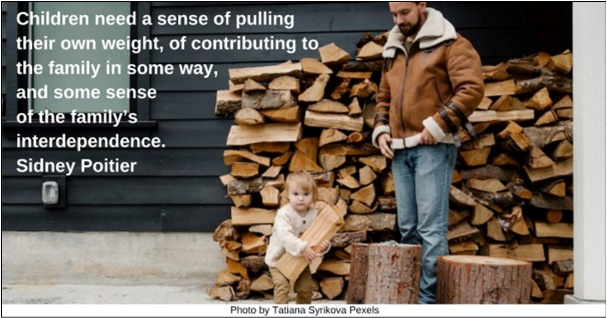 Children need a sense of pulling
their own weight, of contributing to
the family in some way,
and some sense
of the family's
interdependence.
Sidney Poitier
Photo by Tatiana Syrikova Pexels